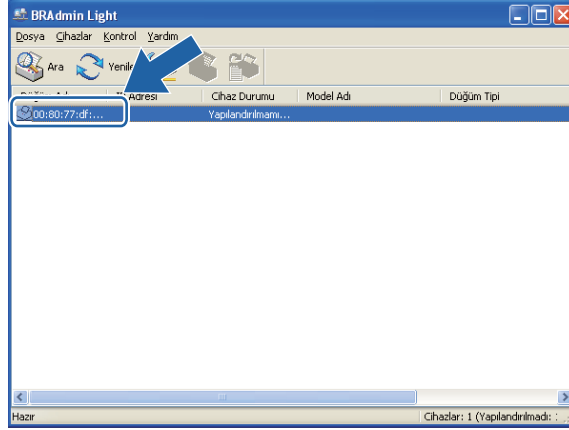 BRAdmin Light
Dosya Cihazlar Kontrol Yardım
Ara Yenile
Adresi Cihaz Durumu Model Adı Düğüm Tipi
00:80:77:df:... Yapılandırılmamı...
Hazır Cihazlar: 1 (Yapılandırılmadı: